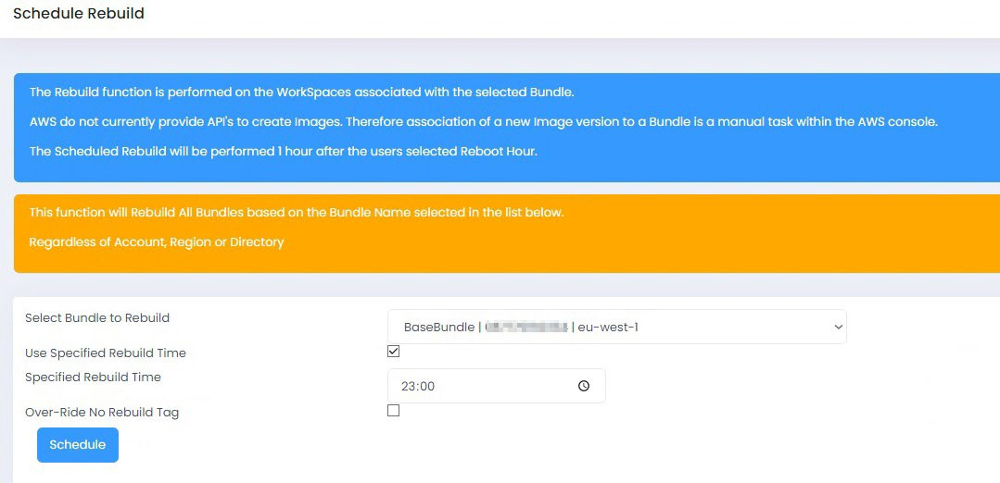 Schedule Rebuild
The Rebuild function is performed on the WorkSpaces associated with the selected Bundle.
AWS do not currently provide API's to create Images. Therefore association of a new Image version to a Bundle is a manual task within the AWS console.
The Scheduled Rebuild will be performed 1 hour after the users selected Reboot Hour.
This function will Rebuild All Bundles based on the Bundle Name selected in the list below.
Regardless of Account, Region or Directory
Select Bundle to Rebuild BaseBundle | | eu-west-1
Use Specified Rebuild Time
Specified Rebuild Time 23:00
Over-Ride No Rebuild Tag
Schedule